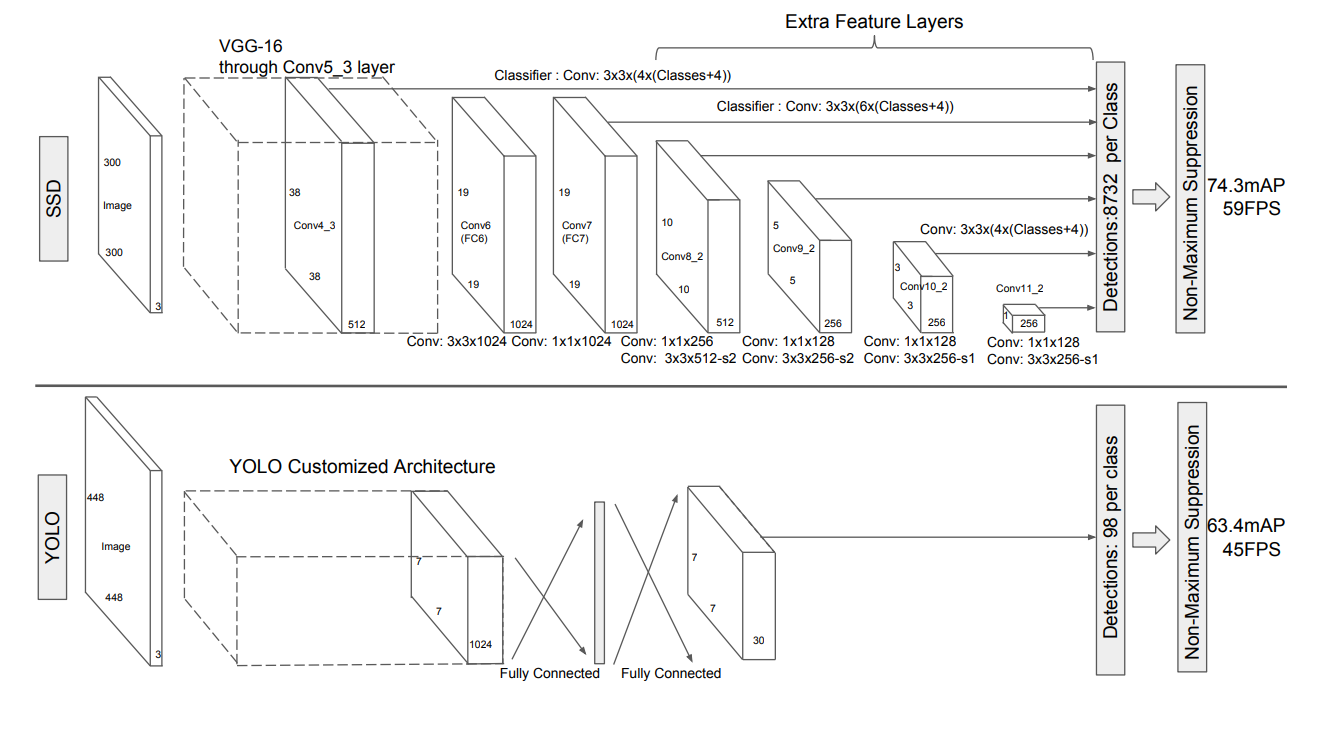 Extra Feature Layers
VGG-16
through Conv5_3 layer
Classifier : Conv: 3x3x(4x(Classes+4))
Classifier : Conv: 3x3x(6x(Classes+4))
SSD
300
Image
300
3
38
Conv4_3
38
512
19
Conv6
(FC6)
19
1024
19
Conv7
(FC7)
19
1024
10
Conv8_2
10
512
5
Conv9_2
5
256
Conv: 3x3x(4x(Classes+4))
3
Conv10_2
3
256
Conv11_2
1
256
Detections:8732 per Class
Non-Maximum Suppression
74.3mAP
59FPS
Conv: 3x3x1024
Conv: 1x1x1024
Conv: 1x1x256
Conv: 3x3x512-s2
Conv: 1x1x128
Conv: 3x3x256-s2
Conv: 1x1x128
Conv: 3x3x256-s1
Conv: 1x1x128
Conv: 3x3x256-s1
YOLO
448
Image
448
3
YOLO Customized Architecture
7
7
1024
Fully Connected
Fully Connected
7
7
30
Detections: 98 per class
Non-Maximum Suppression
63.4mAP
45FPS